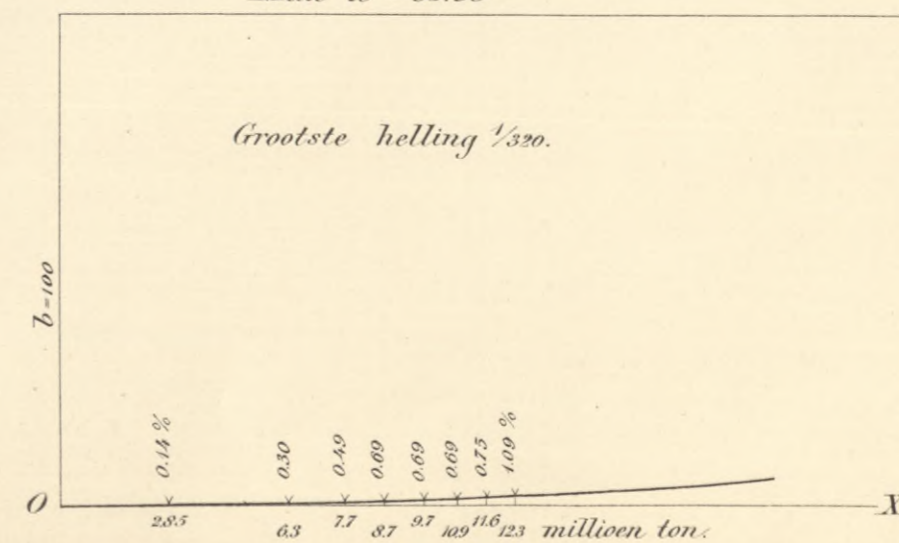 Grootste helling 1/320.
b=100
0.14 % 0.30 0.49 0.69 0.69 0.69 0.75 1.09 %
O X
2.8.5 6.3 7.7 8.7 9.7 10.9 11.6 12.3 millioen ton.